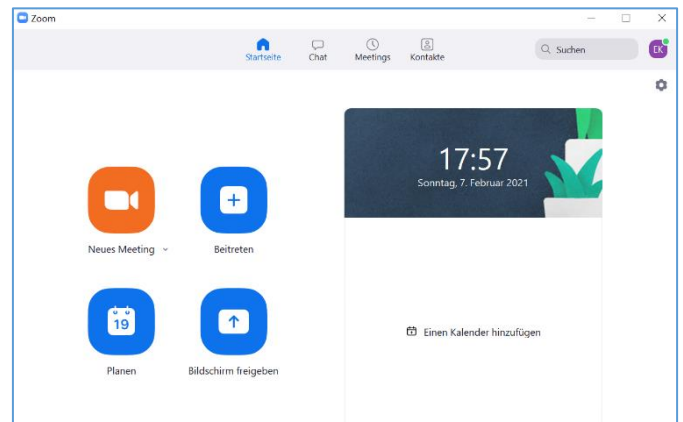 Zoom
Startseite Chat Meetings Kontakte
Suchen
EK
17:57
Sonntag, 7. Februar 2021
Neues Meeting
Beitreten
19
Planen
Bildschirm freigeben
Einen Kalender hinzufügen